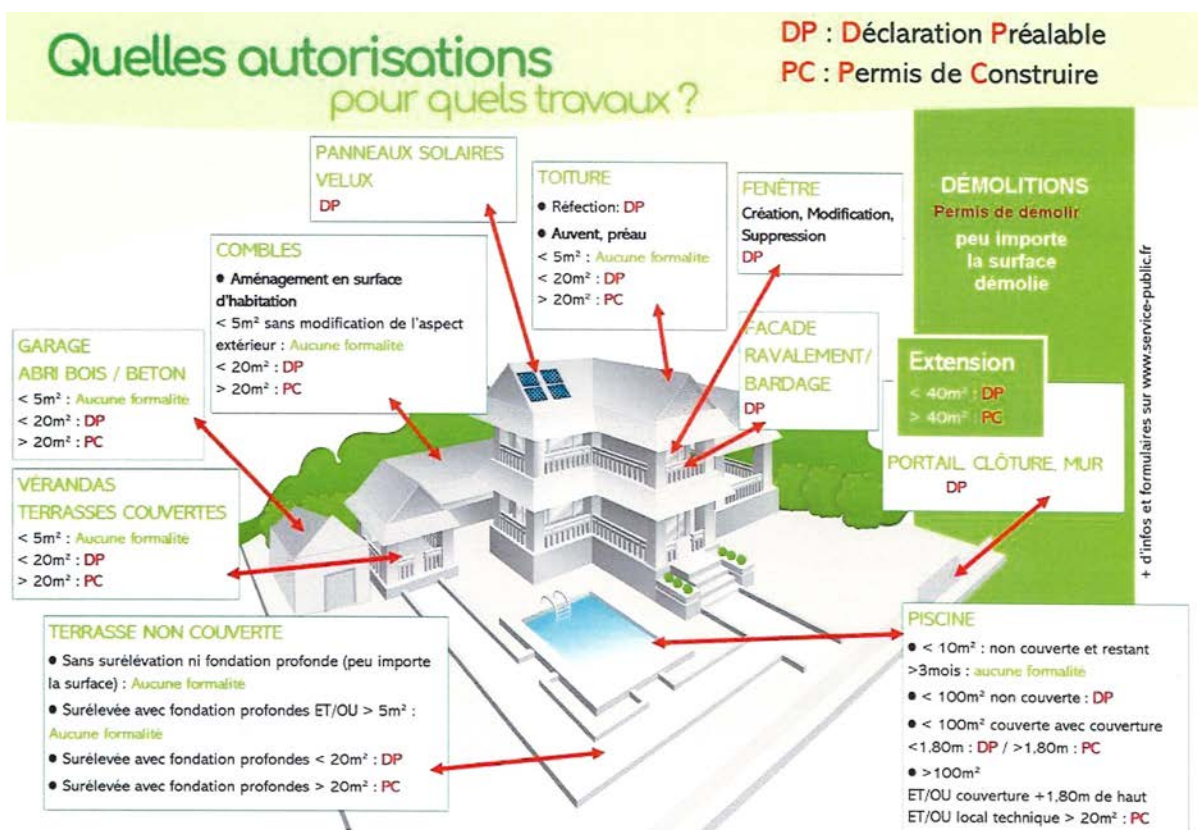 Quelles autorisations
pour quels travaux ?
DP : Déclaration Préalable
PC : Permis de Construire
PANNEAUX SOLAIRES
VELUX
DP
TOITURE
• Réfection: DP
• Auvent, préau
< 5m² : Aucune formalité
< 20m² : DP
> 20m² : PC
FENÊTRE
Création, Modification,
Suppression
DP
DÉMOLITIONS
Permis de démolir
peu importe
la surface
démolie
COMBLES
• Aménagement en surface
d'habitation
< 5m² sans modification de l'aspect
extérieur : Aucune formalité
< 20m² : DP
> 20m² : PC
GARAGE
ABRI BOIS / BETON
< 5m² : Aucune formalité
< 20m² : DP
> 20m² : PC
FACADE
RAVALEMENT/
BARDAGE
DP
Extension
< 40m² : DP
> 40m² : PC
PORTAIL CLÔTURE, MUR
DP
+ d'infos et formulaires sur www.service-public.fr
VÉRANDAS
TERRASSES COUVERTES
< 5m² : Aucune formalité
< 20m² : DP
> 20m² : PC
TERRASSE NON COUVERTE
• Sans surélévation ni fondation profonde (peu importe
la surface) : Aucune formalité
• Surélevée avec fondation profondes ET/OU > 5m² :
Aucune formalité
• Surélevée avec fondation profondes < 20m² : DP
• Surélevée avec fondation profondes > 20m² : PC
PISCINE
• < 10m² : non couverte et restant
>3mois : aucune formalité
• < 100m² non couverte : DP
• < 100m² couverte avec couverture
<1,80m : DP / >1,80m : PC
• >100m²
ET/OU couverture +1,80m de haut
ET/OU local technique > 20m² : PC